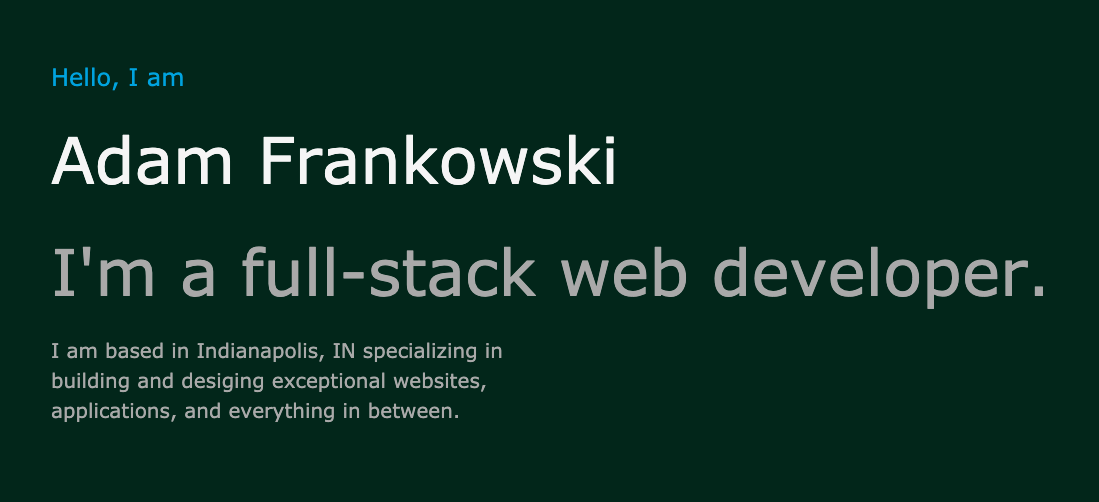 Hello, I am
Adam Frankowski
I'm a full-stack web developer.
I am based in Indianapolis, IN specializing in
building and desiging exceptional websites,
applications, and everything in between.